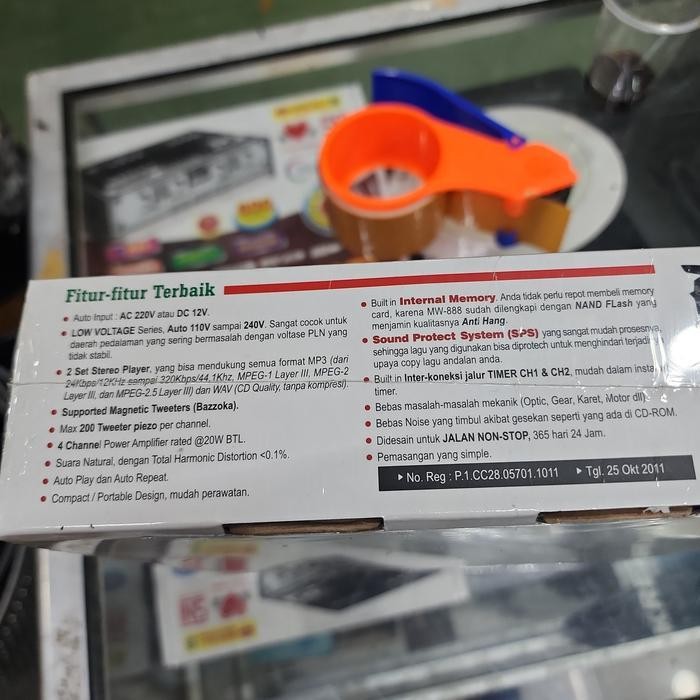 Fitur-fitur Terbaik
• Auto Input : AC 220V atau DC 12V.
• LOW VOLTAGE Series, Auto 110V sampai 240V. Sangat cocok untuk
daerah pedalaman yang sering bermasalah dengan voltase PLN yang
tidak stabil.
• 2 Set Stereo Player, yang bisa mendukung semua format MP3 (dari
24Kbps/12KHz sampai 320Kbps/44.1Khz, MPEG-1 Layer III, MPEG-2
Layer III, dan MPEG-2.5 Layer III) dan WAV (CD Quality, tanpa kompresi).
• Supported Magnetic Tweeters (Bazzoka).
• Max 200 Tweeter piezo per channel.
• 4 Channel Power Amplifier rated @20W BTL.
• Suara Natural, dengan Total Harmonic Distortion <0.1%.
• Auto Play dan Auto Repeat.
• Compact / Portable Design, mudah perawatan.
• Built in Internal Memory. Anda tidak perlu repot membeli memory
card, karena MW-888 sudah dilengkapi dengan NAND FLash yang
menjamin kualitasnya Anti Hang.
• Sound Protect System (SPS) yang sangat mudah prosesnya,
sehingga lagu yang digunakan bisa diprotech untuk menghindari
upaya copy lagu andalan anda.
• Built in Inter-koneksi jalur TIMER CH1 & CH2, mudah dalam
timer.
• Bebas masalah-masalah mekanik (Optic, Gear, Karet, Motor dll)
• Bebas Noise yang timbul akibat gesekan seperti yang ada di CD-ROM.
• Didesain untuk JALAN NON-STOP, 365 hari 24 Jam.
• Pemasangan yang simple.
No. Reg : P.1.CC28.05701.1011 Tgl. 25 Okt 2011